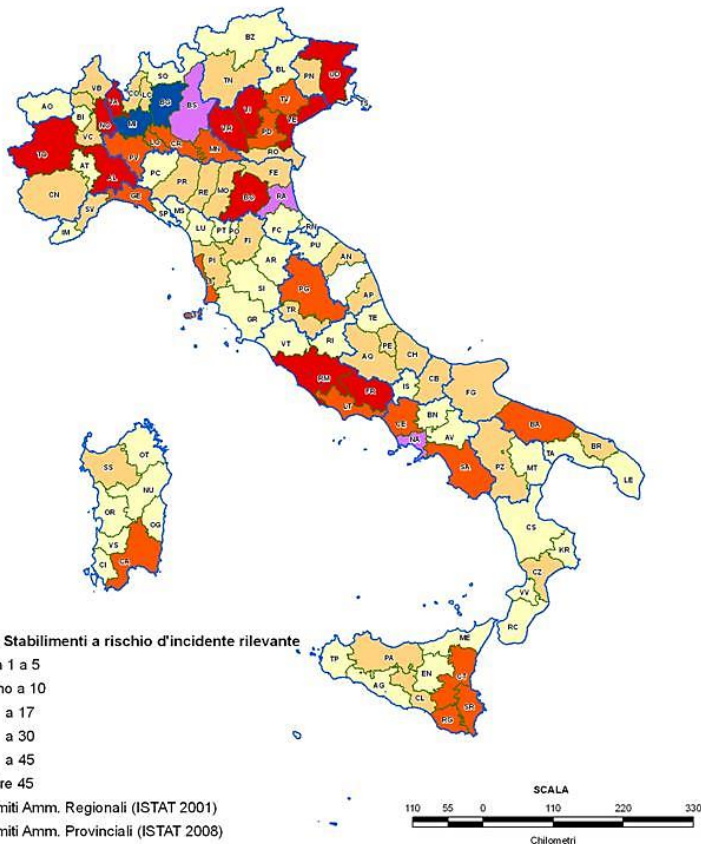 BZ
SO
BL
UD
VB
TN
PN
CO
LC
VA
BG
BS
TV
AO
BI
NO
MI
VI
VE
VR
PD
VC
LO
CR
TO
PV
MN
RO
AT
AL
PC
FE
CN
PR
RE
MO
BO
RA
GE
SV
SP
MS
IM
LU
PT
PO
FC
RN
FI
PU
PI
AR
AN
SI
PG
AP
GR
TR
TE
VT
RI
PE
AQ
CH
RM
FR
IS
CB
FG
LT
CE
BN
BA
NA
AV
BR
SA
PZ
MT
TA
LE
OT
SS
NU
OR
OG
CS
VS
KR
CI
CA
CZ
VV
RC
ME
TP
PA
EN
CT
AG
CL
SR
RG
Stabilimenti a rischio d'incidente rilevante
1 a 5
no a 10
a 17
a 30
a 45
re 45
miti Amm. Regionali (ISTAT 2001)
miti Amm. Provinciali (ISTAT 2008)
SCALA
110 55 0 110 220 330
Chilometri